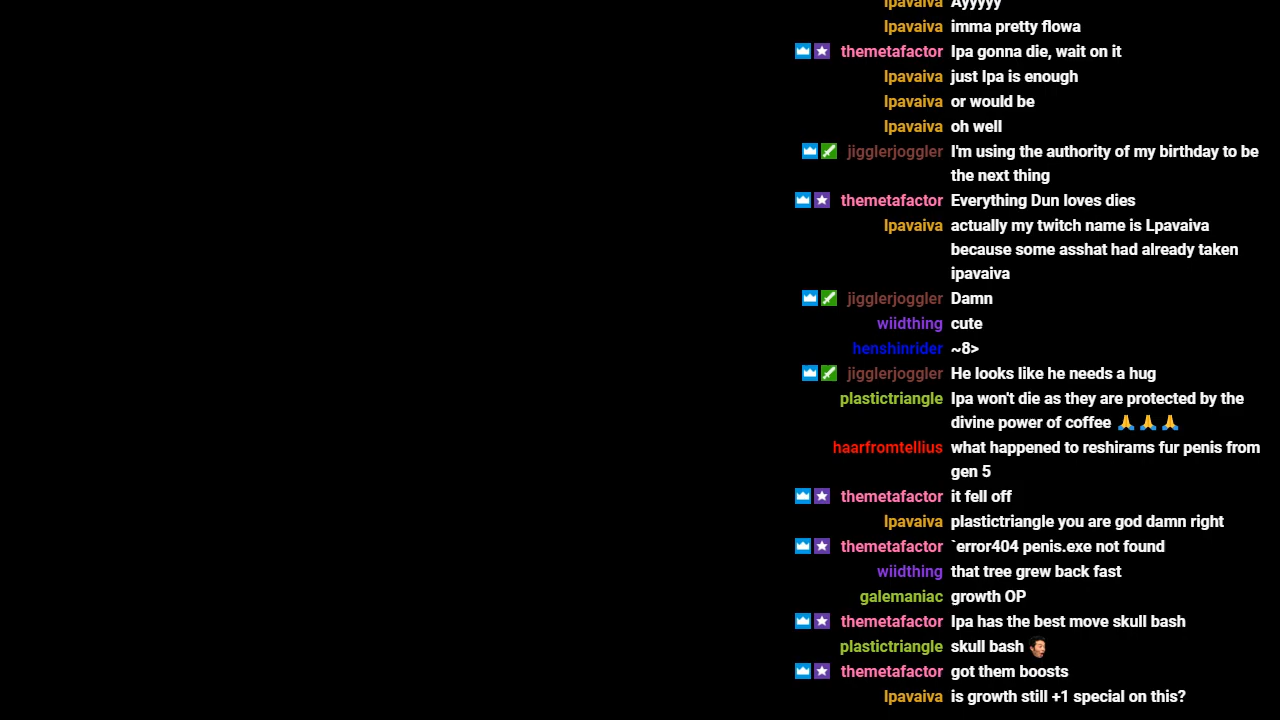 lpavaiva Ayyyyy
lpavaiva imma pretty flowa
themetafactor Ipa gonna die, wait on it
lpavaiva just Ipa is enough
lpavaiva or would be
lpavaiva oh well
jigglerjoggler I'm using the authority of my birthday to be
the next thing
themetafactor Everything Dun loves dies
lpavaiva actually my twitch name is Lpavaiva
because some asshat had already taken
ipavaiva
jigglerjoggler Damn
wiidthing cute
henshinrider ~8>
jigglerjoggler He looks like he needs a hug
plastictriangle Ipa won't die as they are protected by the
divine power of coffee 🙏 🙏 🙏
haarfromtellius what happened to reshirams fur penis from
gen 5
themetafactor it fell off
lpavaiva plastictriangle you are god damn right
themetafactor `error404 penis.exe not found
wiidthing that tree grew back fast
galemaniac growth OP
themetafactor Ipa has the best move skull bash
plastictriangle skull bash
themetafactor got them boosts
lpavaiva is growth still +1 special on this?